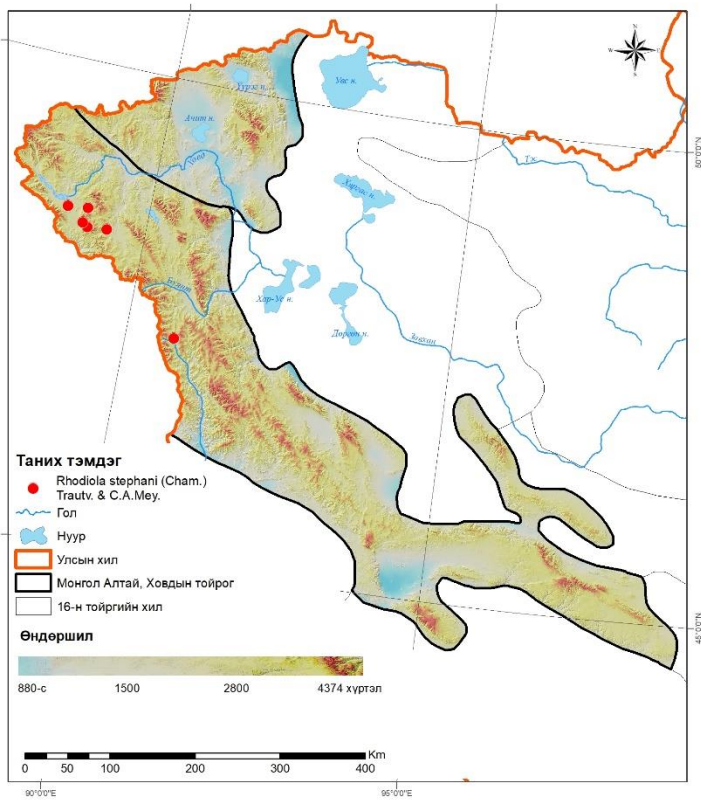 N
W
S
Увс н.
Үүрэг н.
Ачит н.
Ховд
50°0'0"N
Тэс
Хяргас н.
Хар-Ус н.
Буянт
Дөргөн н.
Завхан
Таних тэмдэг
Rhodiola stephani (Cham.)
Trautv. & C.A.Mey.
Гол
Нуур
Улсын хил
Монгол Алтай, Ховдын тойрог
16-н тойргийн хил
45°0'0"N
Өндөршил
880-с 1500 2800 4374 хүртэл
Km
0 50 100 200 300 400
90°0'0"E 95°0'0"E